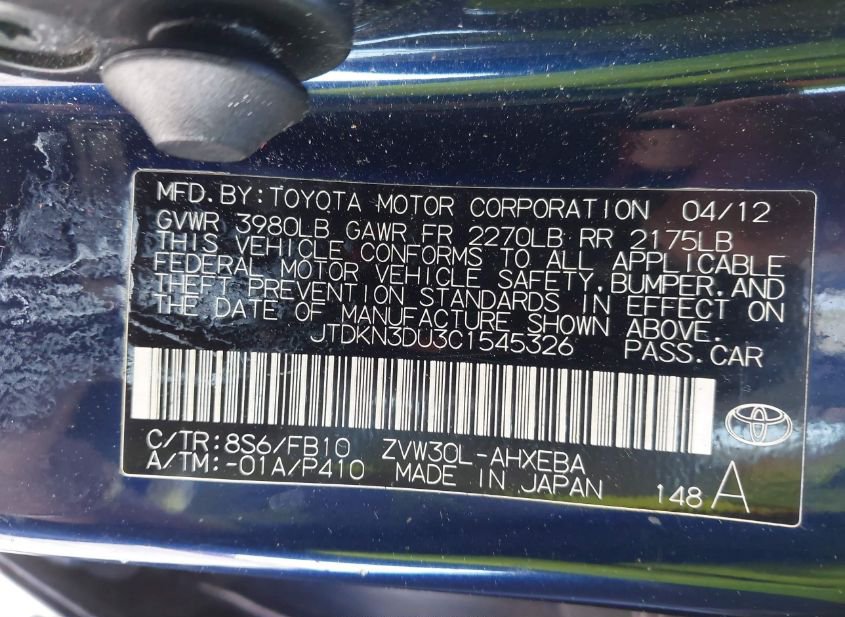 MFD. BY: TOYOTA MOTOR CORPORATION 04/12
GVWR 3980LB GAWR FR 2270LB RR 2175LB
THIS VEHICLE CONFORMS TO ALL APPLICABLE
FEDERAL MOTOR VEHICLE SAFETY, BUMPER, AND
THEFT PREVENTION STANDARDS IN EFFECT ON
THE DATE OF MANUFACTURE SHOWN ABOVE.
JTDKN3DU3C1545326 PASS. CAR
C/TR: 8S6/FB10 ZVW30L-AHXEBA
A/TM: -01A/P410 MADE IN JAPAN 148 A